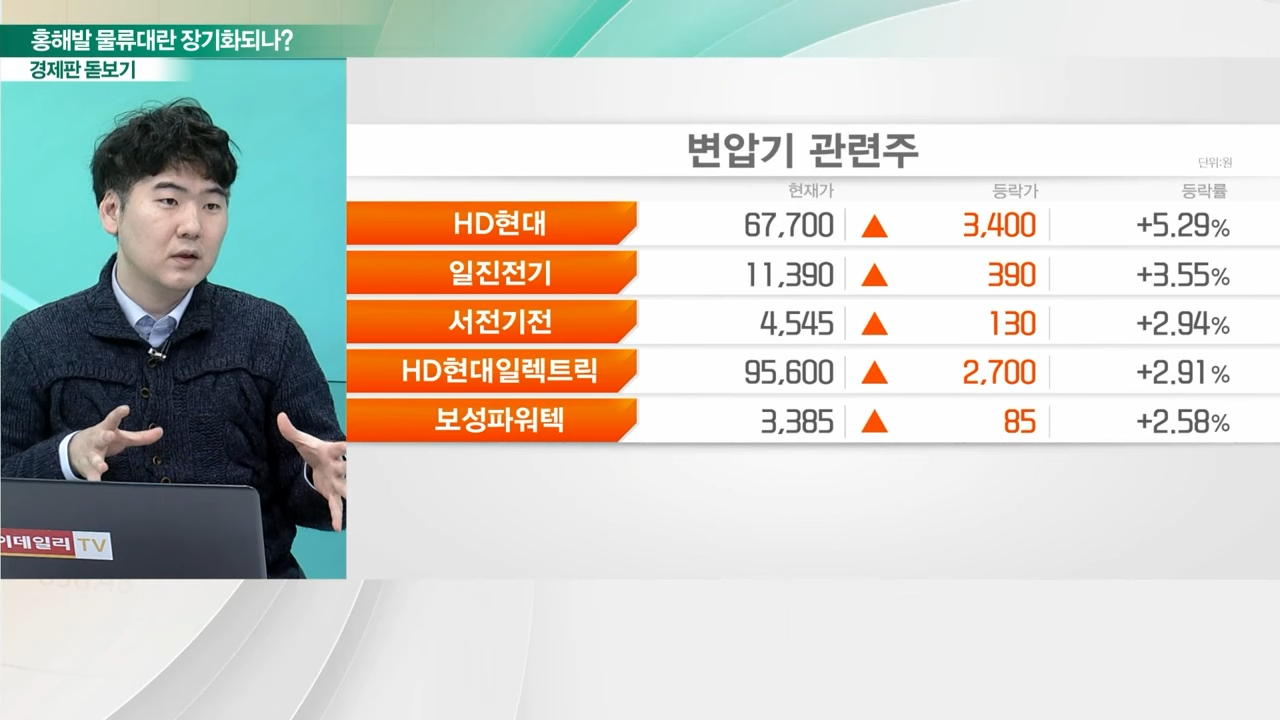 홍해발 물류대란 장기화되나?
경제판 돋보기
변압기 관련주
단위:원
현재가 등락가 등락률
HD현대 67,700 ▲ 3,400 +5.29%
일진전기 11,390 ▲ 390 +3.55%
서전기전 4,545 ▲ 130 +2.94%
HD현대일렉트릭 95,600 ▲ 2,700 +2.91%
보성파워텍 3,385 ▲ 85 +2.58%
이데일리 TV